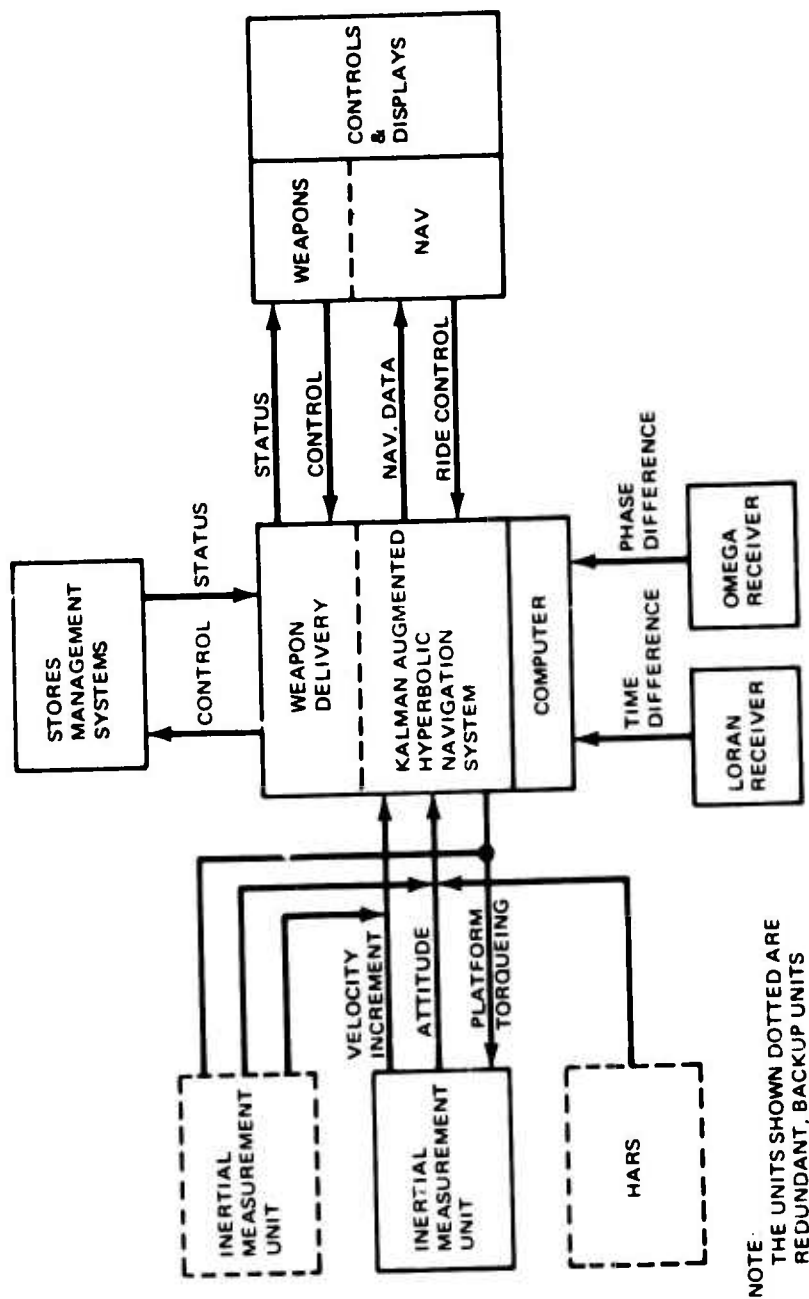 STORES
MANAGEMENT
SYSTEMS
CONTROL
STATUS
INERTIAL
MEASUREMENT
UNIT
VELOCITY
INCREMENT
ATTITUDE
PLATFORM
TORQUEING
INERTIAL
MEASUREMENT
UNIT
HARS
WEAPON
DELIVERY
KALMAN AUGMENTED
HYPERBOLIC
NAVIGATION
SYSTEM
COMPUTER
STATUS
CONTROL
NAV. DATA
RIDE CONTROL
WEAPONS
NAV
CONTROLS
&
DISPLAYS
TIME
DIFFERENCE
PHASE
DIFFERENCE
LORAN
RECEIVER
OMEGA
RECEIVER
NOTE:
THE UNITS SHOWN DOTTED ARE
REDUNDANT, BACKUP UNITS